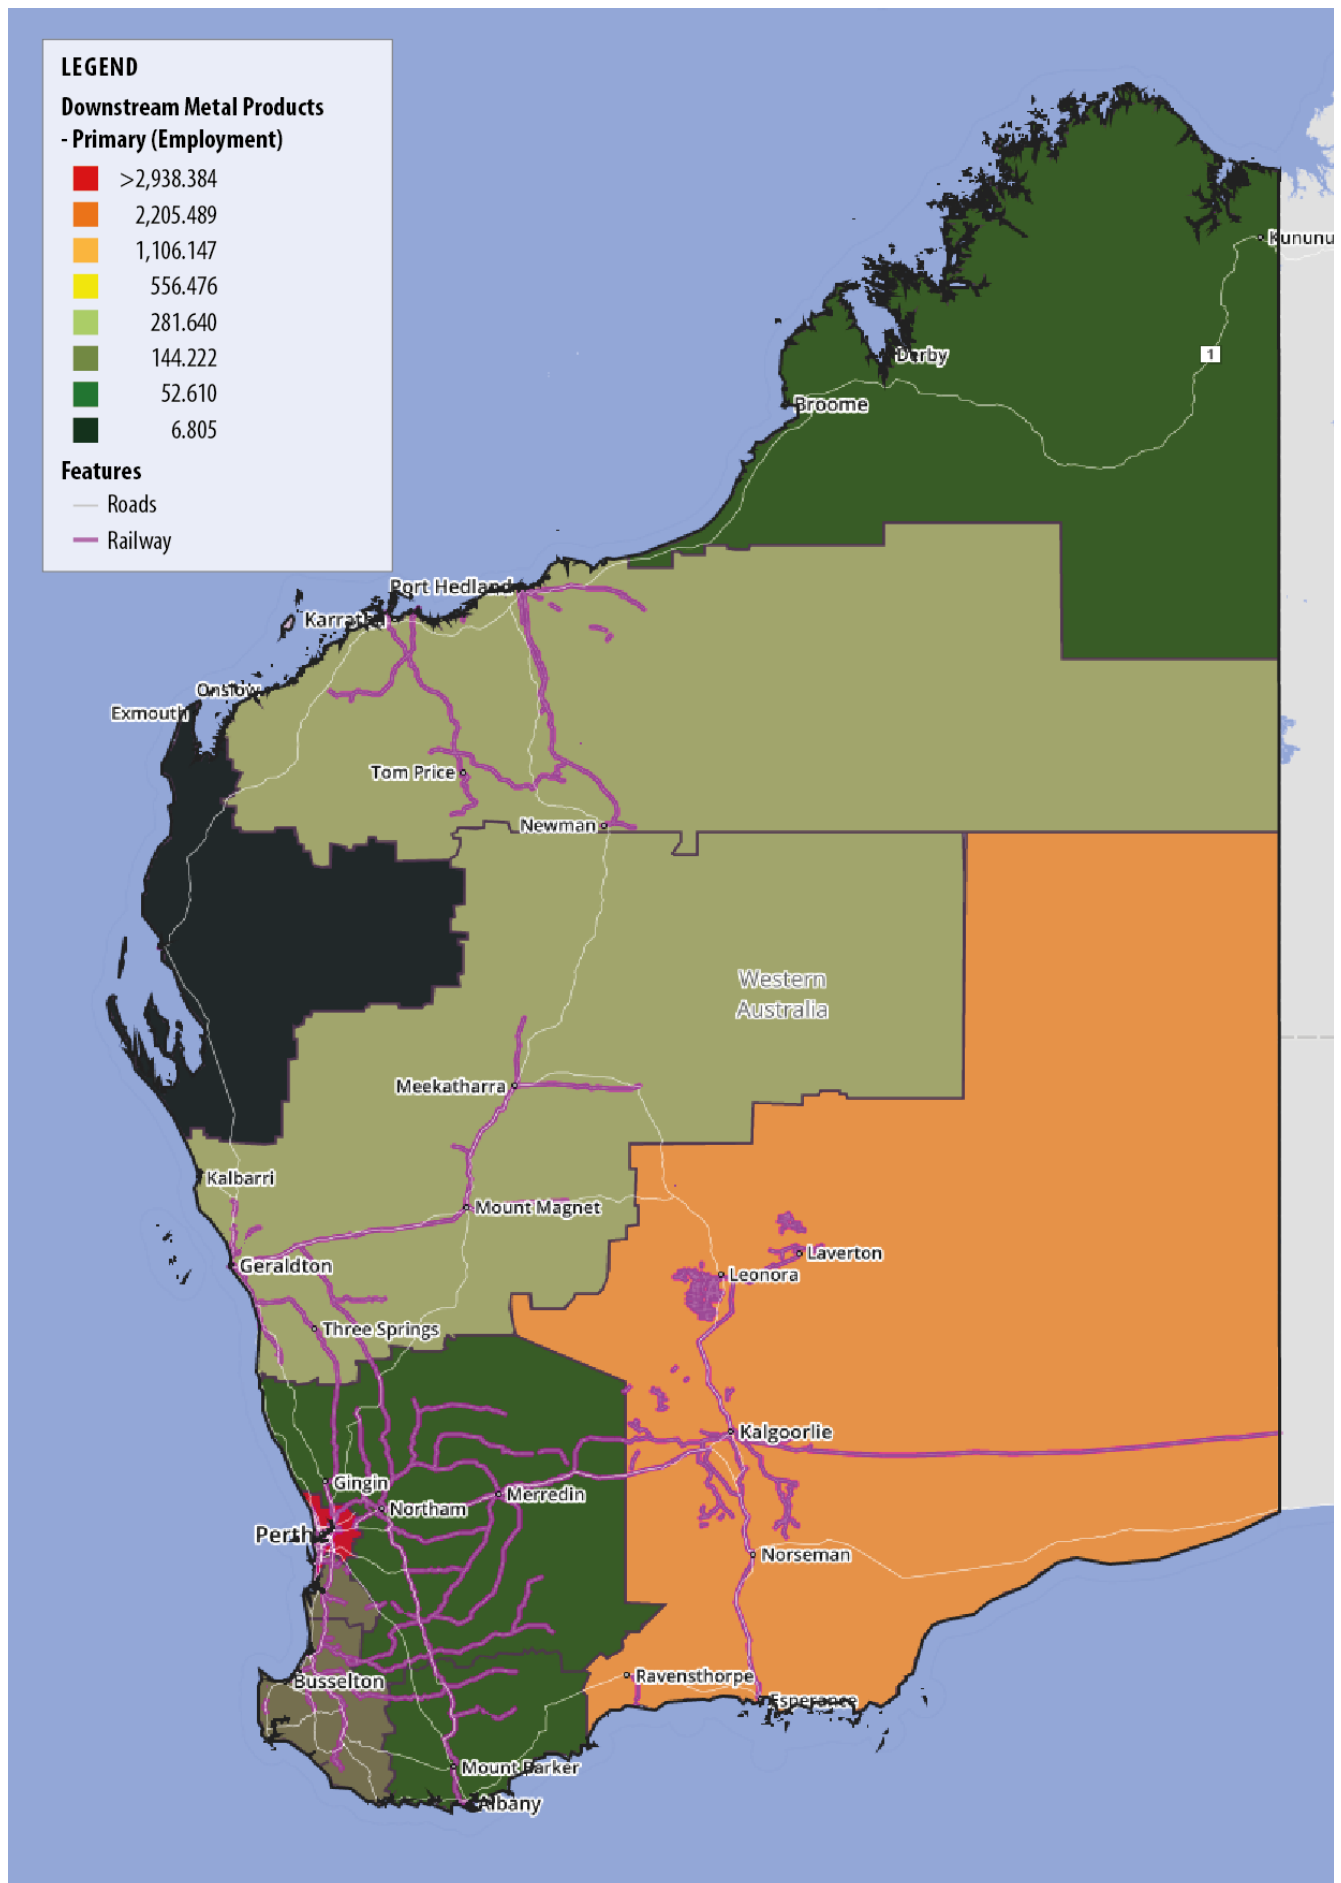 LEGEND
Downstream Metal Products
- Primary (Employment)
>2,938.384
2,205.489
1,106.147
556.476
281.640
144.222
52.610
6.805
Features
Roads
Railway
Kununu
1
Derby
Broome
Port Hedland
Karratha
Onslow
Exmouth
Tom Price
Newman
Western
Australia
Meekatharra
Kalbarri
Mount Magnet
Laverton
Geraldton
Leonora
Three Springs
Kalgoorlie
Gingin
Merredin
Northam
Perth
Norseman
Ravensthorpe
Busselton
Esperance
Mount Barker
Albany